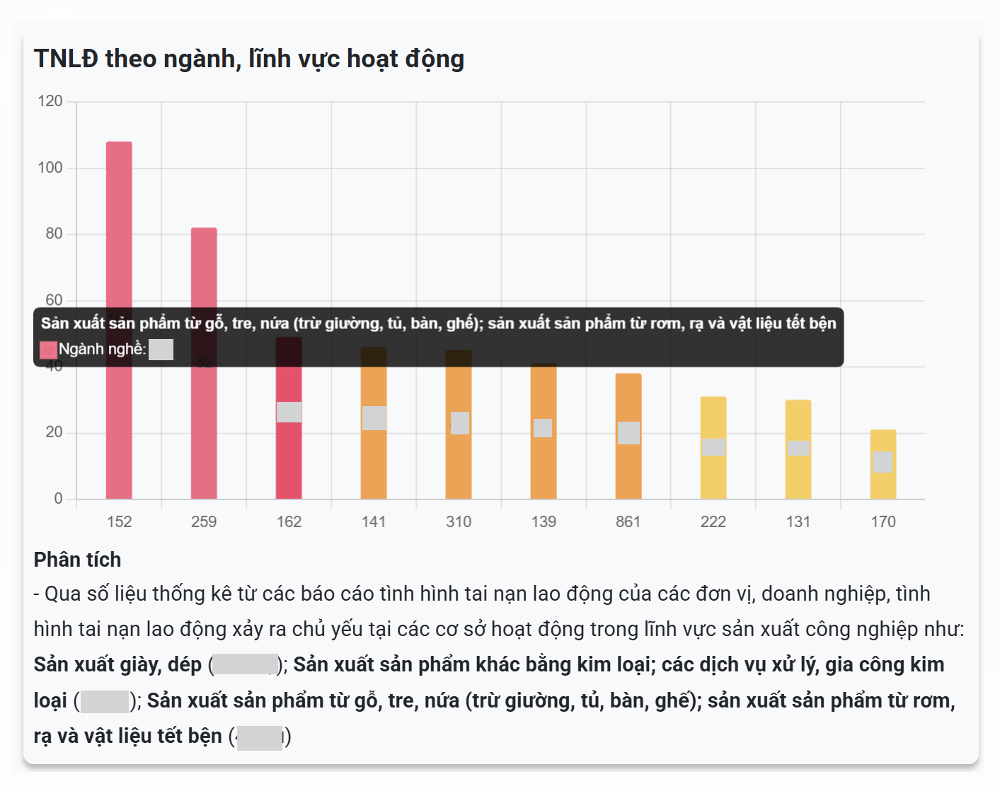 TNLĐ theo ngành, lĩnh vực hoạt động
120
100
80
60
Sản xuất sản phẩm từ gỗ, tre, nứa (trừ giường, tủ, bàn, ghế); sản xuất sản phẩm từ rơm, rạ và vật liệu tết bện
Ngành nghề:
82
40
20
0
152 259 162 141 310 139 861 222 131 170
Phân tích
- Qua số liệu thống kê từ các báo cáo tình hình tai nạn lao động của các đơn vị, doanh nghiệp, tình
hình tai nạn lao động xảy ra chủ yếu tại các cơ sở hoạt động trong lĩnh vực sản xuất công nghiệp như:
Sản xuất giày, dép ( ); Sản xuất sản phẩm khác bằng kim loại; các dịch vụ xử lý, gia công kim
loại ( ); Sản xuất sản phẩm từ gỗ, tre, nứa (trừ giường, tủ, bàn, ghế); sản xuất sản phẩm từ rơm,
rạ và vật liệu tết bện ( )